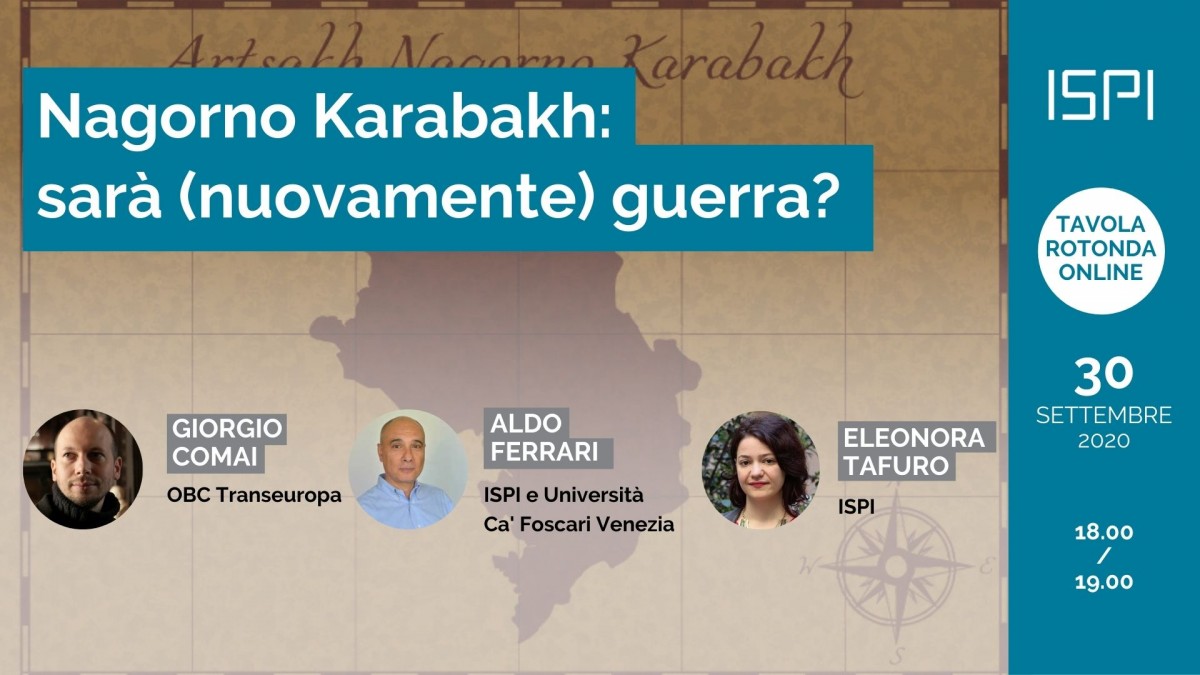 Artsakh Nagorno Karabakh
Nagorno Karabakh:
sarà (nuovamente) guerra?
ISPI
TAVOLA
ROTONDA
ONLINE
30
SETTEMBRE
2020
18.00
/
19.00
GIORGIO
COMAI
OBC Transeuropa
ALDO
FERRARI
ISPI e Università
Ca' Foscari Venezia
ELEONORA
TAFURO
ISPI
W
E
S